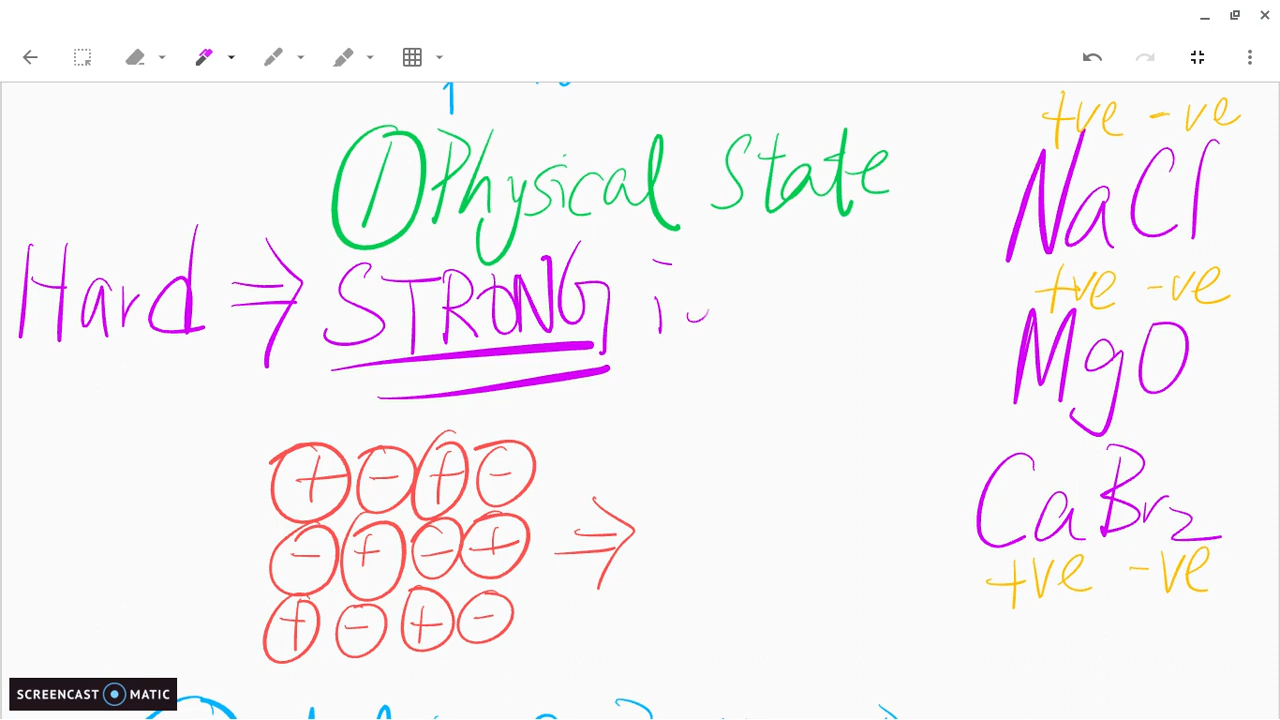 +ve -ve
① Physical State
NaCl
Hard ⇒ STRONG i
+ve -ve
MgO
+ - + -
- + - + ⇒
+ - + -
CaBr2
+ve -ve
SCREENCAST MATIC